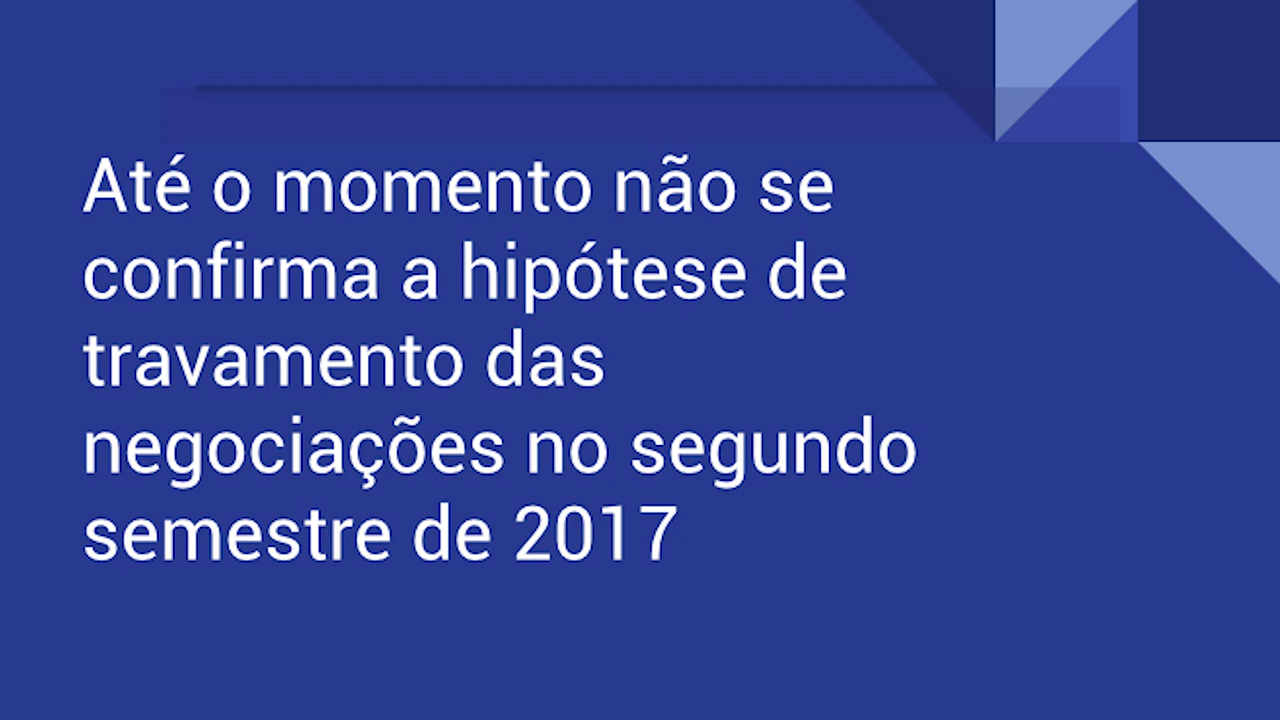 Até o momento não se
confirma a hipótese de
travamento das
negociações no segundo
semestre de 2017